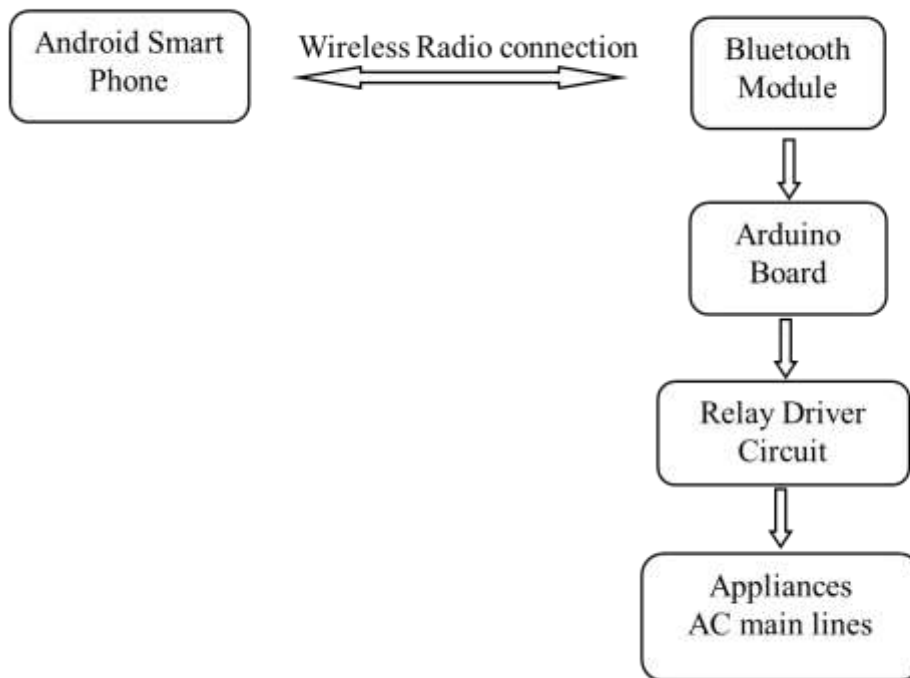 Android Smart
Phone
Wireless Radio connection
Bluetooth
Module
Arduino
Board
Relay Driver
Circuit
Appliances
AC main lines